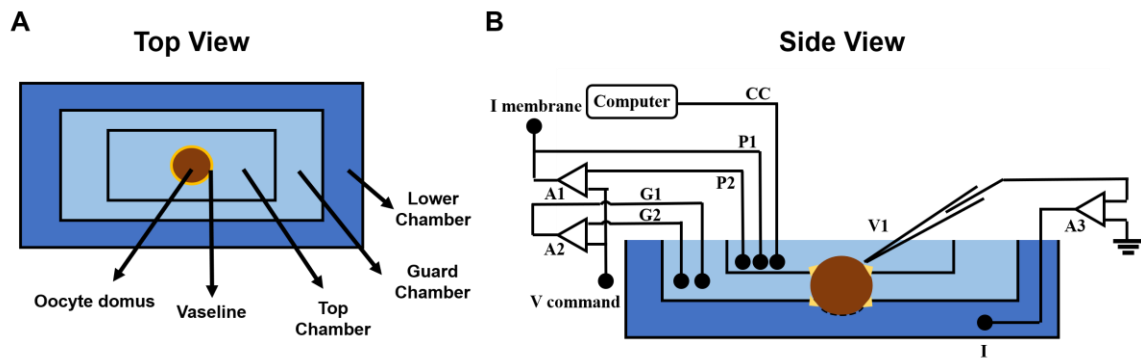 A
Top View
Lower
Chamber
Guard
Chamber
Oocyte domus
Vaseline
Top
Chamber
B
Side View
I membrane
Computer
CC
P1
A1
P2
G1
G2
A2
V1
A3
V command
I